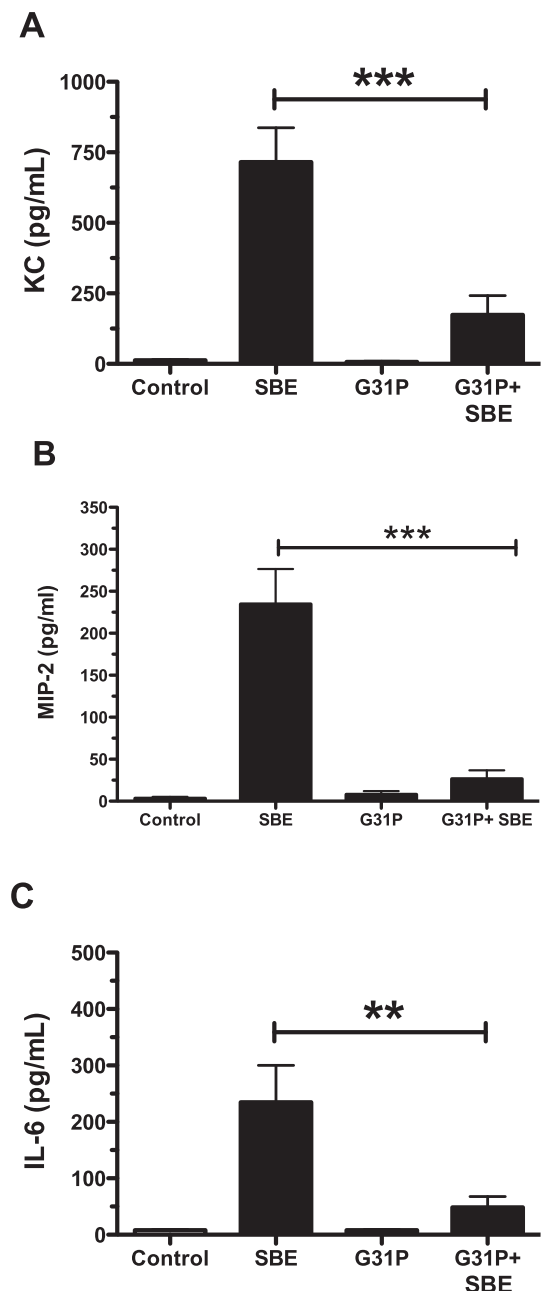 A
KC (pg/mL)
1000
750
500
250
0
***
Control SBE G31P G31P+
SBE
B
MIP-2 (pg/ml)
350
300
250
200
150
100
50
0
***
Control SBE G31P G31P+ SBE
C
IL-6 (pg/mL)
500
400
300
200
100
0
**
Control SBE G31P G31P+
SBE